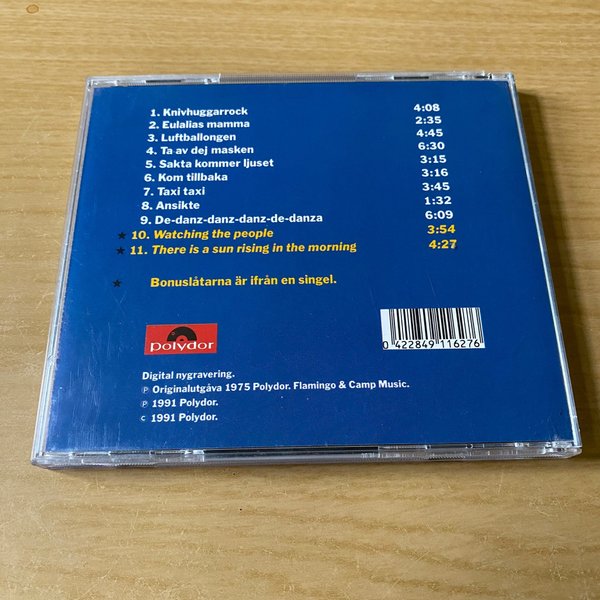 1. Knivhuggarrock 4:08
2. Eulalias mamma 2:35
3. Luftballongen 4:45
4. Ta av dej masken 6:30
5. Sakta kommer ljuset 3:15
6. Kom tillbaka 3:16
7. Taxi taxi 3:45
8. Ansikte 1:32
9. De-danz-danz-danz-de-danza 6:09
★ 10. Watching the people 3:54
★ 11. There is a sun rising in the morning 4:27
★ Bonuslåtarna är ifrån en singel.
polydor
0 422849 116276
Digital nygravering.
℗ Originalutgåva 1975 Polydor. Flamingo & Camp Music.
℗ 1991 Polydor.
© 1991 Polydor.